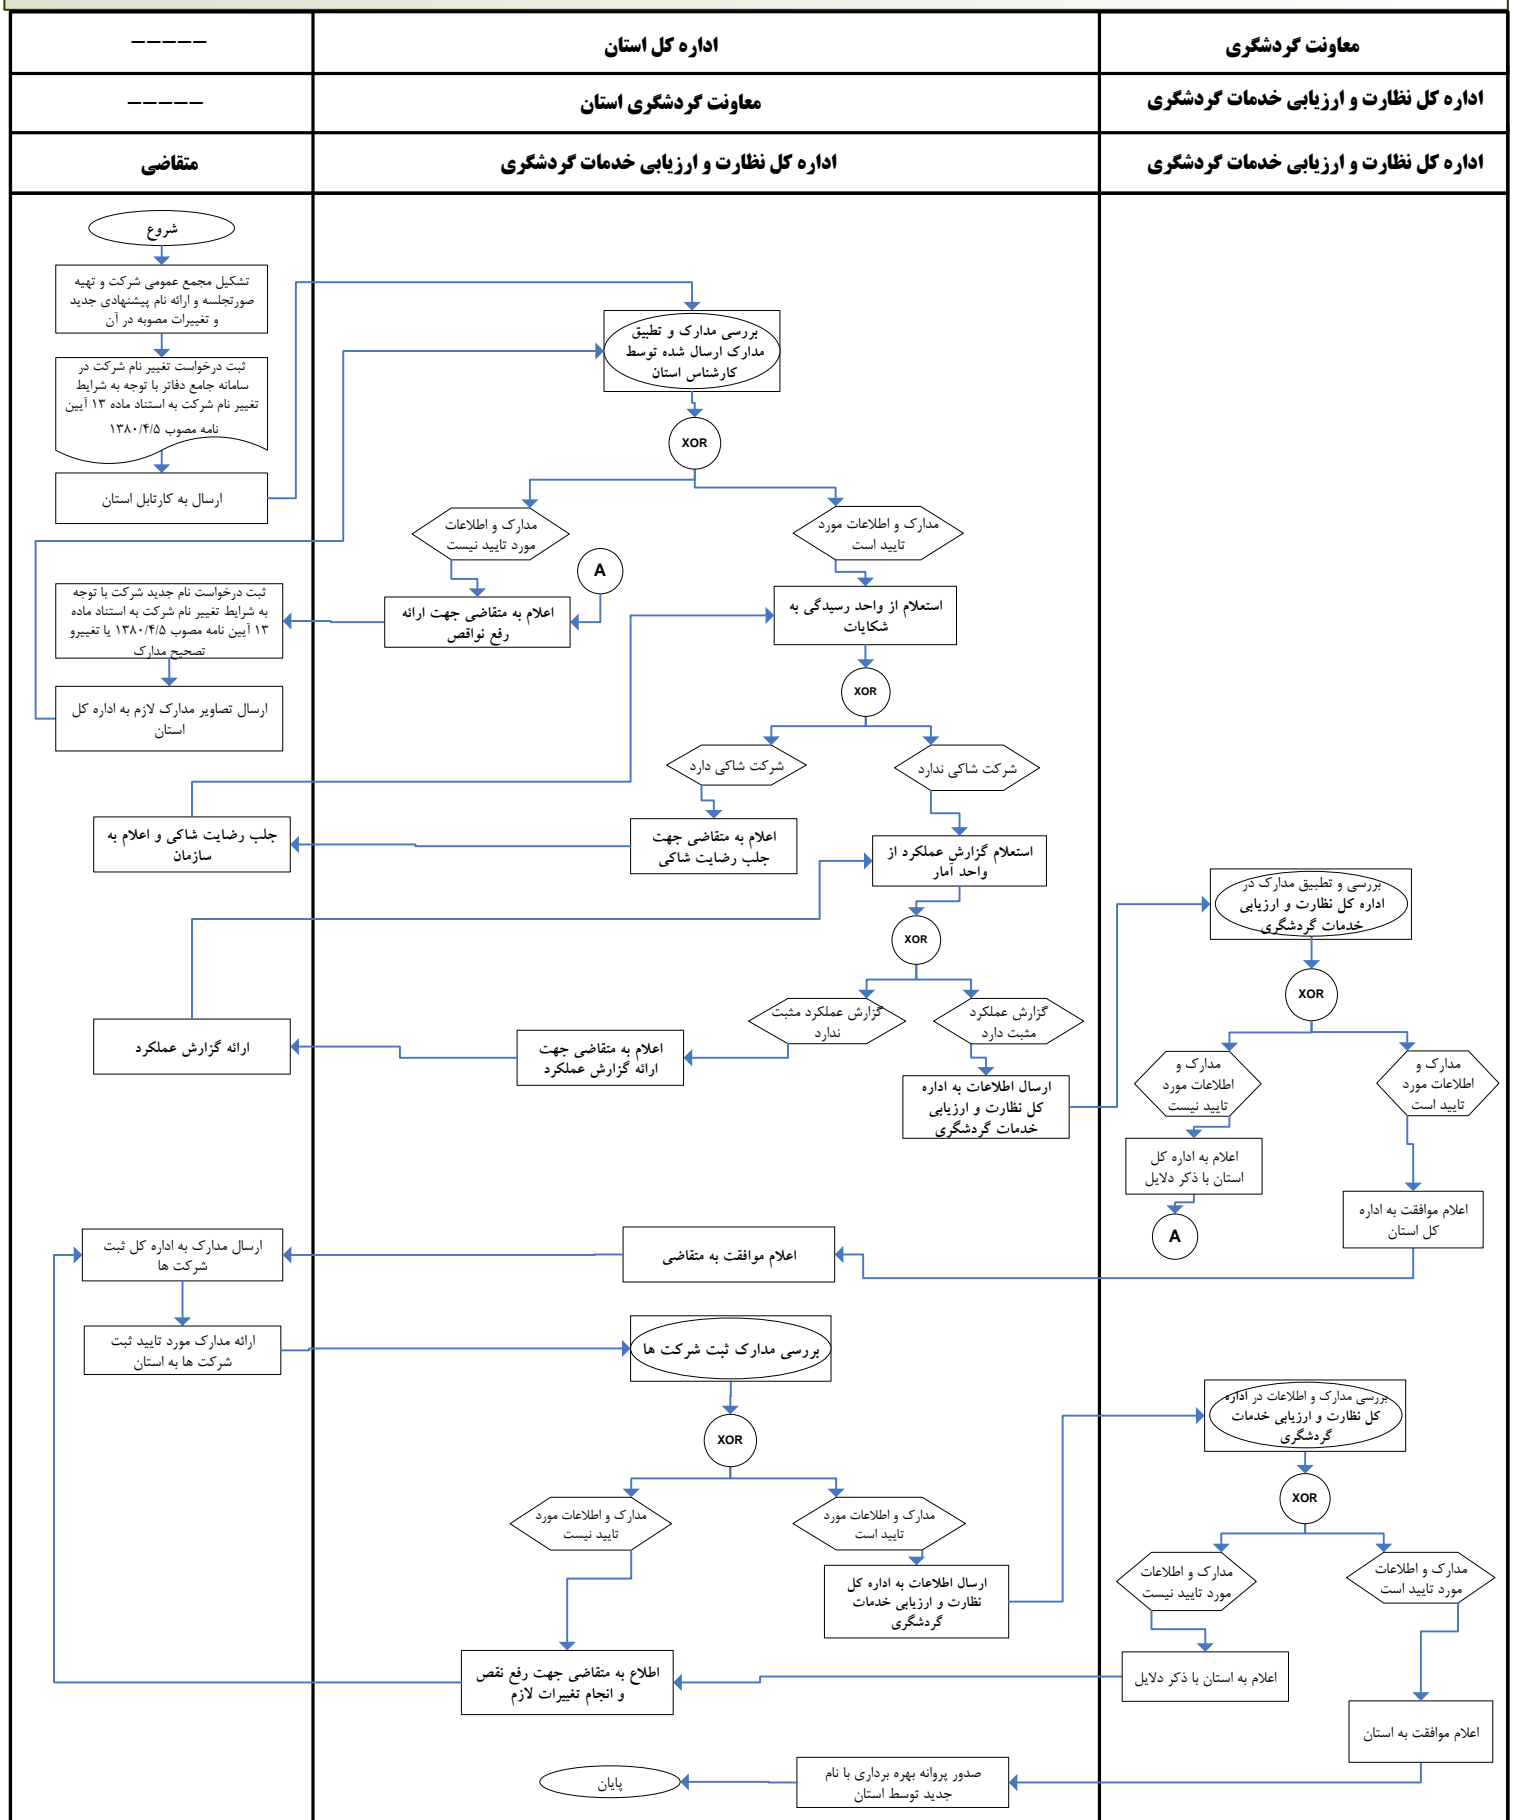 معاونت گردشگری
اداره کل استان
-----
اداره کل نظارت و ارزیابی خدمات گردشگری
معاونت گردشگری استان
-----
اداره کل نظارت و ارزیابی خدمات گردشگری
اداره کل نظارت و ارزیابی خدمات گردشگری
متقاضی
شروع
تشکیل مجمع عمومی شرکت و تهیه
صورتجلسه و ارائه نام پیشنهادی جدید
و تغییرات مصوبه در آن
ثبت درخواست تغییر نام شرکت در
سامانه جامع دفاتر با توجه به شرایط
تغییر نام شرکت به استناد ماده ۱۳ آیین
نامه مصوب ۱۳۸۰/۴/۵
ارسال به کارتابل استان
بررسی مدارک و تطبیق
مدارک ارسال شده توسط
کارشناس استان
XOR
مدارک و اطلاعات
مورد تایید نیست
مدارک و اطلاعات مورد
تایید است
A
اعلام به متقاضی جهت ارائه
رفع نواقص
ثبت درخواست نام جدید شرکت با توجه
به شرایط تغییر نام شرکت به استناد ماده
۱۳ آیین نامه مصوب ۱۳۸۰/۴/۵ یا تغییرو
تصحیح مدارک
ارسال تصاویر مدارک لازم به اداره کل
استان
استعلام از واحد رسیدگی به
شکایات
XOR
شرکت شاکی دارد
شرکت شاکی ندارد
اعلام به متقاضی جهت
جلب رضایت شاکی
جلب رضایت شاکی و اعلام به
سازمان
استعلام گزارش عملکرد از
واحد آمار
XOR
گزارش عملکرد مثبت
ندارد
گزارش عملکرد
مثبت دارد
اعلام به متقاضی جهت
ارائه گزارش عملکرد
ارائه گزارش عملکرد
ارسال اطلاعات به اداره
کل نظارت و ارزیابی
خدمات گردشگری
بررسی و تطبیق مدارک در
اداره کل نظارت و ارزیابی
خدمات گردشگری
XOR
مدارک و
اطلاعات مورد
تایید نیست
مدارک و
اطلاعات مورد
تایید است
اعلام به اداره کل
استان با ذکر دلایل
A
اعلام موافقت به اداره
کل استان
اعلام موافقت به متقاضی
ارسال مدارک به اداره کل ثبت
شرکت ها
ارائه مدارک مورد تایید ثبت
شرکت ها به استان
بررسی مدارک ثبت شرکت ها
XOR
مدارک و اطلاعات مورد
تایید نیست
مدارک و اطلاعات مورد
تایید است
ارسال اطلاعات به اداره کل
نظارت و ارزیابی خدمات
گردشگری
بررسی مدارک و اطلاعات در اداره
کل نظارت و ارزیابی خدمات
گردشگری
XOR
مدارک و اطلاعات
مورد تایید نیست
مدارک و اطلاعات
مورد تایید است
اعلام به استان با ذکر دلایل
اطلاع به متقاضی جهت رفع نقص
و انجام تغییرات لازم
اعلام موافقت به استان
صدور پروانه بهره برداری با نام
جدید توسط استان
پایان